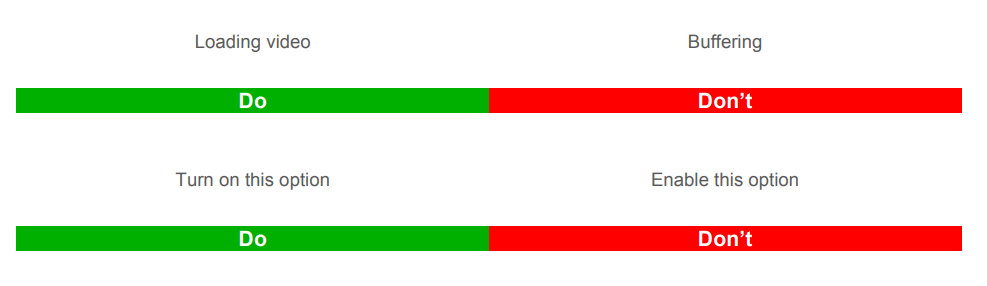 Loading video Buffering
Do Don’t
Turn on this option Enable this option
Do Don’t